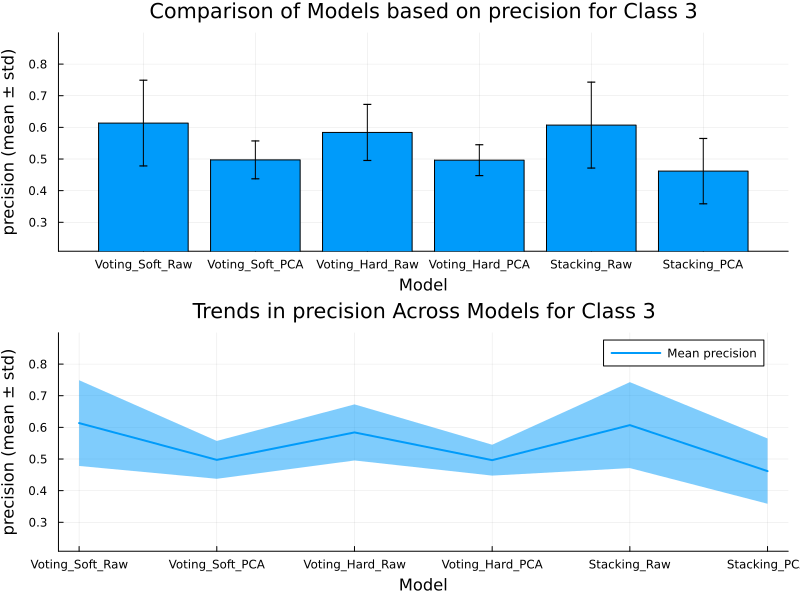 Comparison of Models based on precision for Class 3
precision (mean ± std)
0.8
0.7
0.6
0.5
0.4
0.3
Voting_Soft_Raw Voting_Soft_PCA Voting_Hard_Raw Voting_Hard_PCA Stacking_Raw Stacking_PCA
Model
Trends in precision Across Models for Class 3
precision (mean ± std)
Mean precision
0.8
0.7
0.6
0.5
0.4
0.3
Voting_Soft_Raw Voting_Soft_PCA Voting_Hard_Raw Voting_Hard_PCA Stacking_Raw Stacking_PC
Model